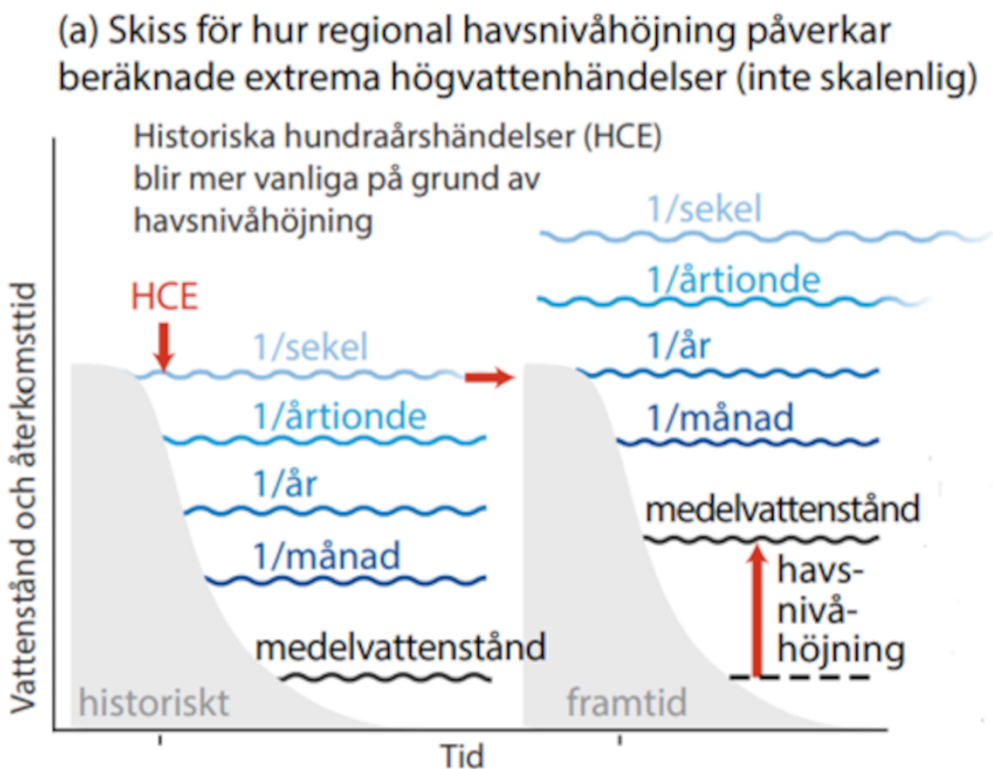 (a) Skiss för hur regional havsnivåhöjning påverkar
beräknade extrema högvattenhändelser (inte skalenlig)
Historiska hundraårshändelser (HCE)
blir mer vanliga på grund av
havsnivåhöjning
Vattenstånd och återkomsttid
HCE
1/sekel
1/årtionde
1/år
1/månad
medelvattenstånd
historiskt
1/sekel
1/årtionde
1/år
1/månad
medelvattenstånd
havs-
nivå-
höjning
framtid
Tid